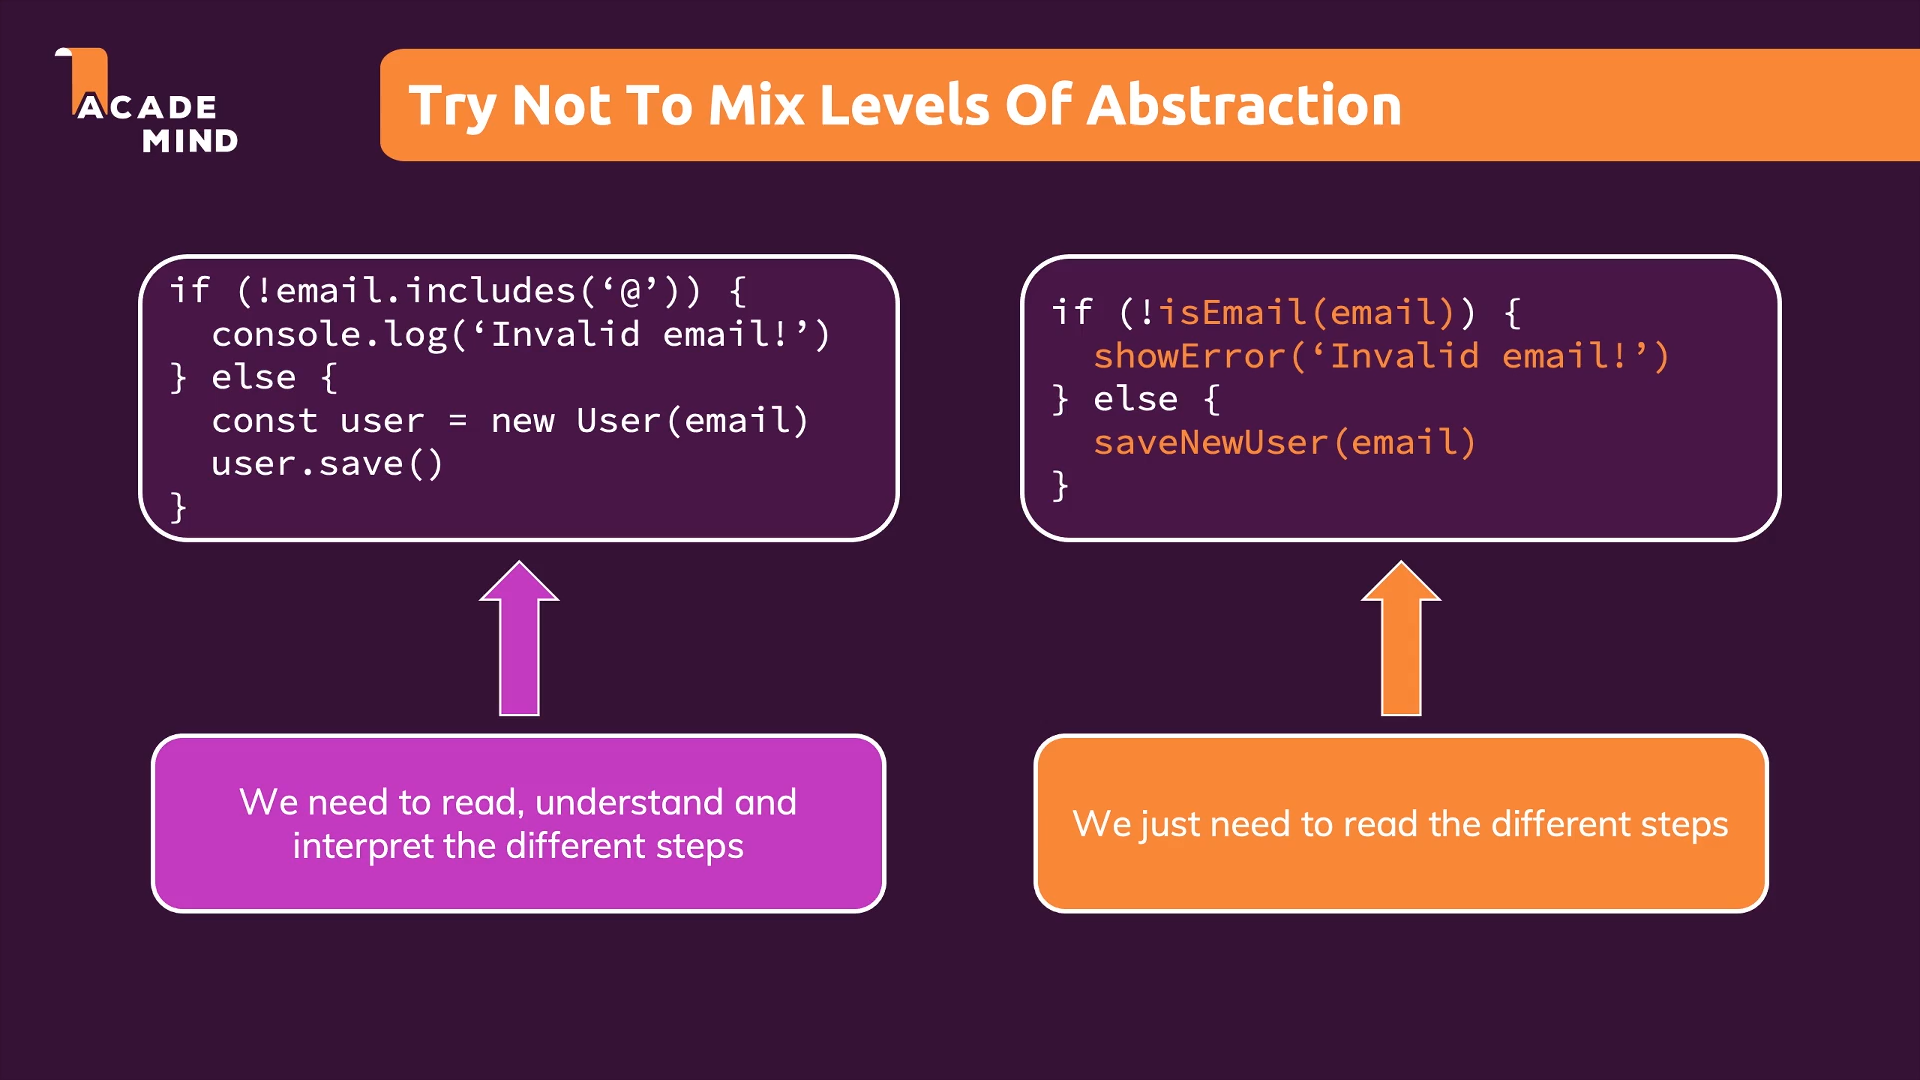 ACADE
MIND
Try Not To Mix Levels Of Abstraction
if (!email.includes(‘@’)) {
  console.log(‘Invalid email!’)
} else {
  const user = new User(email)
  user.save()
}
if (!isEmail(email)) {
  showError(‘Invalid email!’)
} else {
  saveNewUser(email)
}
We need to read, understand and
interpret the different steps
We just need to read the different steps